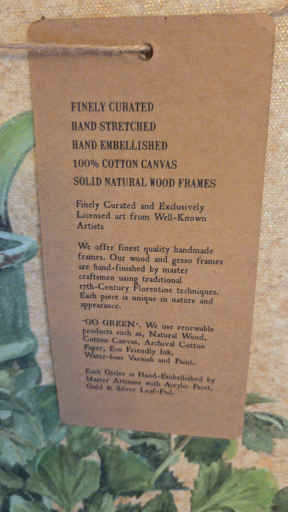 FINELY CURATED
HAND STRETCHED
HAND EMBELLISHED
100% COTTON CANVAS
SOLID NATURAL WOOD FRAMES
Finely Curated and Exclusively
Licensed art from Well-Known
Artists
We offer finest quality handmade
frames. Our wood and gesso frames
are hand-finished by master
craftsmen using traditional
17th-Century Florentine techniques.
Each piece is unique in nature and
appearance.
"GO GREEN". We use renewable
products such as, Natural Wood,
Cotton Canvas, Archival Cotton
Paper, Eco Friendly Ink,
Water-base Varnish and Paint.
Each Giclee is Hand-Embellished by
Master Artisans with Acrylic Paint,
Gold & Silver Leaf-Foil.